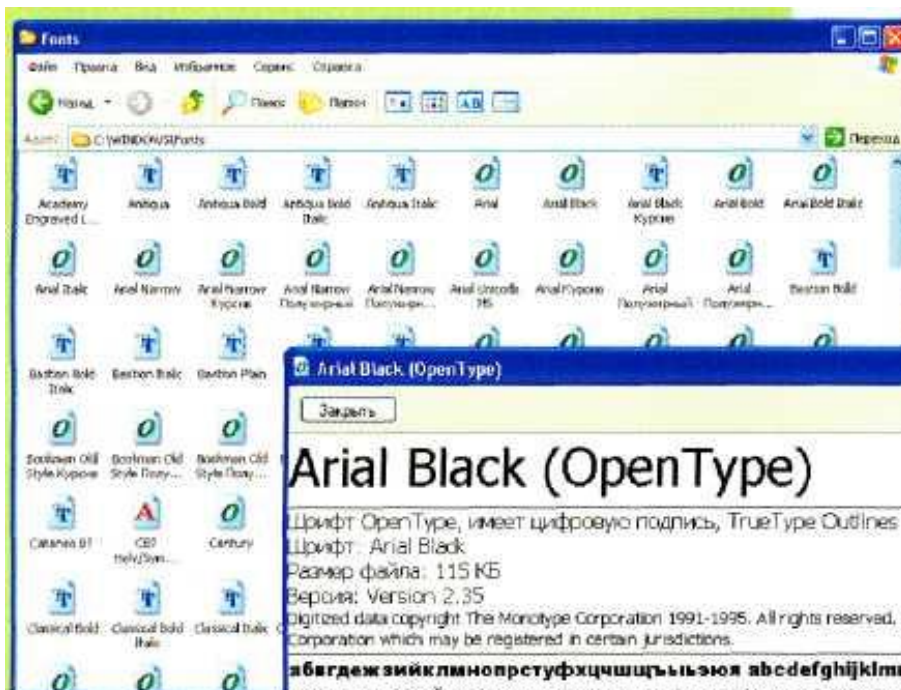 Fonts
Файл Правка Вид Избранное Сервис Справка
Назад Поиск Папки
C:\WINDOWS\Fonts Переход
Academy Antiqua Antiqua Bold Antiqua Bold Antiqua Italic Arial Arial Black Arial Black Arial Bold Arial Bold Italic
Engraved L... Italic Курсив
Arial Italic Arial Narrow Arial Narrow Arial Narrow Arial Narrow Arial Unicode Arial Курсив Arial Arial Bastion Bold
Курсив Полужирный Полужирн... MS Полужирный Полужирн...
Bastion Bold Bastion Italic Bastion Plain
Italic
Arial Black (OpenType)
Закрыть
Bookman Old Bookman Old Bookman Old
Style Курсив Style Полу... Style Полу...
Arial Black (OpenType)
Шрифт OpenType, имеет цифровую подпись, TrueType Outlines
Шрифт: Arial Black
Century
Размер файла: 115 КБ
Версия: Version 2.35
Digitized data copyright The Monotype Corporation 1991-1995. All rights reserved.
Corporation which may be registered in certain jurisdictions.
Classical Bold Classical Bold Classical Italic
Italic
абвгдежзийклмнопрстуфхцчшщъыьэюя abcdefghijklm